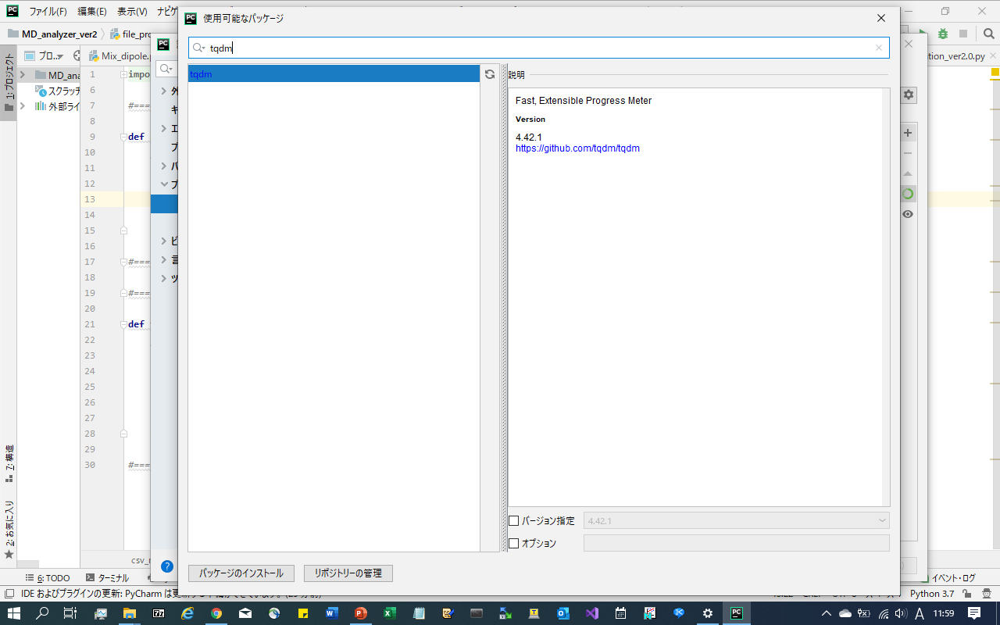 ファイル(F) 編集(E) 表示(V) ナビゲ
使用可能なパッケージ
MD_analyzer_ver2 file_pro
tqdm
プロ... Mix_dipole. tion_ver2.0.py
1: プロジェクト
MD_ana
スクラッチ
外部ライ
1 impo
6
7 #===
8
9 def
10
11
12
13
14
15
16
17 #===
18
19 #===
20
21 def
22
23
24
25
26
27
28
29
30 #===
tqdm
説明
Fast, Extensible Progress Meter
Version
4.42.1
https://github.com/tqdm/tqdm
バージョン指定 4.42.1
オプション
パッケージのインストール リポジトリーの管理
7: 構造
2: お気に入り
csv_r
6: TODO ターミナル イベント・ログ
IDE およびプラグインの更新: PyCharm は更
Python 3.7
A 11:59